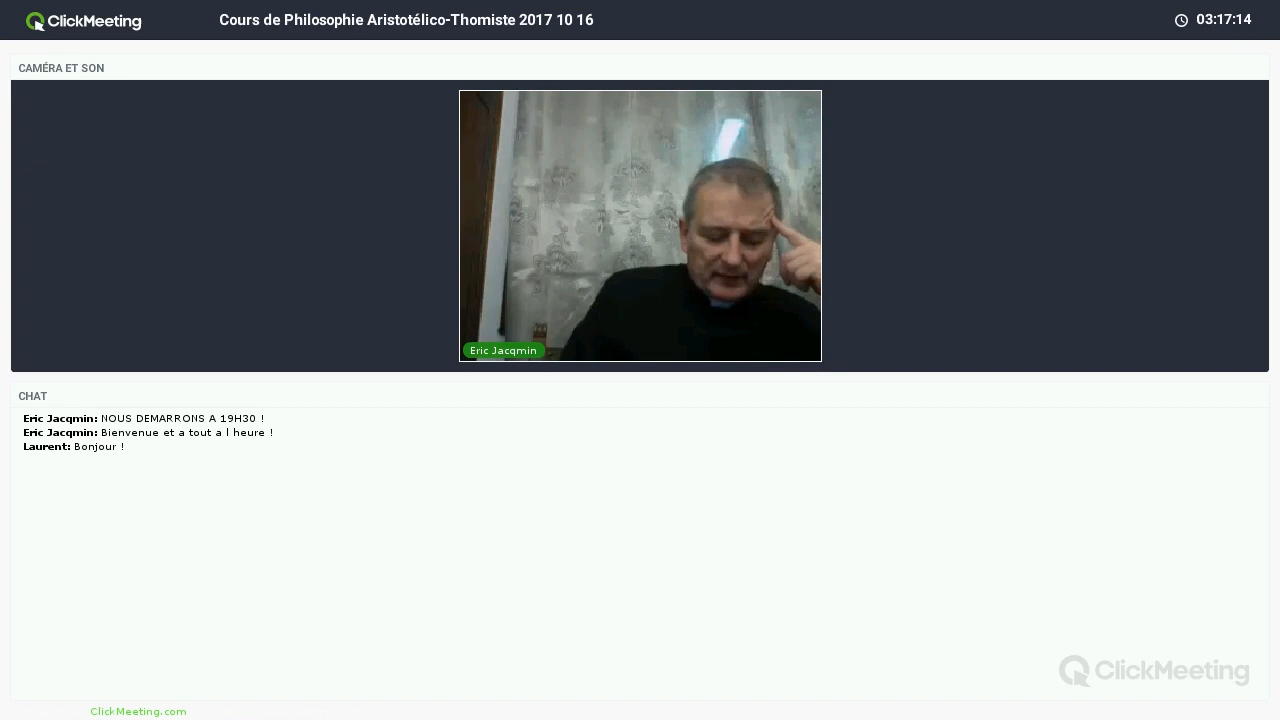 ClickMeeting
Cours de Philosophie Aristotélico-Thomiste 2017 10 16
03:17:14
CAMÉRA ET SON
Eric Jacqmin
CHAT
Eric Jacqmin: NOUS DEMARRONS A 19H30 !
Eric Jacqmin: Bienvenue et a tout a l heure !
Laurent: Bonjour !
ClickMeeting
ClickMeeting.com